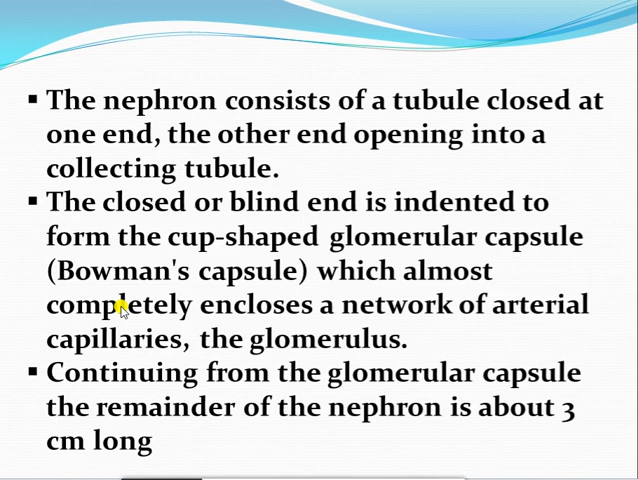 ▪ The nephron consists of a tubule closed at
one end, the other end opening into a
collecting tubule.
▪ The closed or blind end is indented to
form the cup-shaped glomerular capsule
(Bowman's capsule) which almost
completely encloses a network of arterial
capillaries, the glomerulus.
▪ Continuing from the glomerular capsule
the remainder of the nephron is about 3
cm long